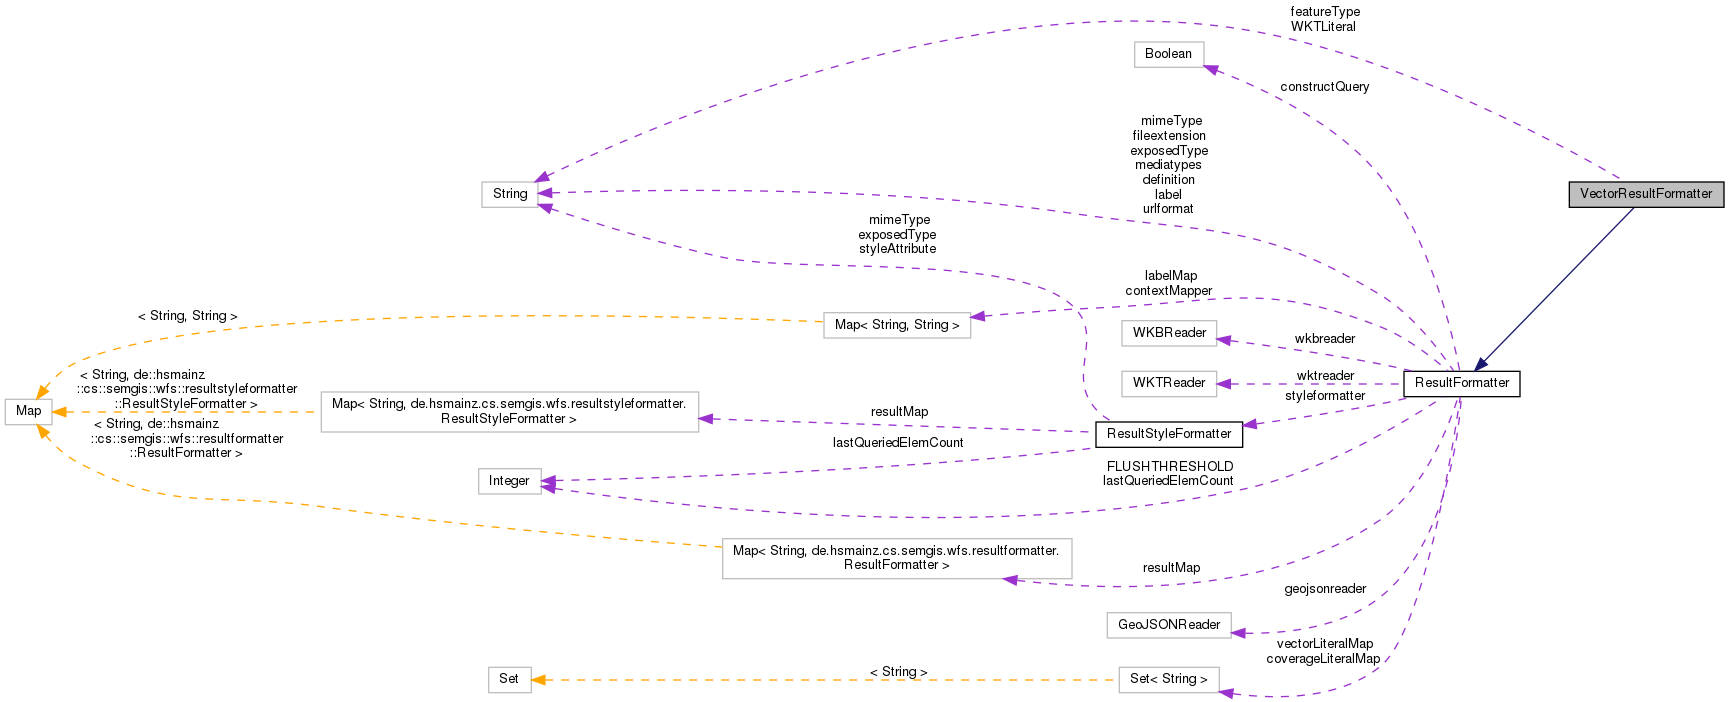 featureType
WKTLiteral
Boolean
constructQuery
mimeType
fileextension
exposedType
mediatypes
definition
label
urlformat
VectorResultFormatter
String
mimeType
exposedType
styleAttribute
labelMap
contextMapper
< String, String >
Map< String, String >
WKBReader
wkbreader
WKTReader
wktreader
ResultFormatter
styleformatter
< String, de::hsmainz
::cs::semgis::wfs::resultstyleformatter
::ResultStyleFormatter >
Map
Map< String, de.hsmainz.cs.semgis.wfs.resultstyleformatter.
ResultStyleFormatter >
resultMap
ResultStyleFormatter
< String, de::hsmainz
::cs::semgis::wfs::resultformatter
::ResultFormatter >
lastQueriedElemCount
Integer
FLUSHTHRESHOLD
lastQueriedElemCount
Map< String, de.hsmainz.cs.semgis.wfs.resultformatter.
ResultFormatter >
resultMap
geojsonreader
GeoJSONReader
vectorLiteralMap
coverageLiteralMap
Set
< String >
Set< String >